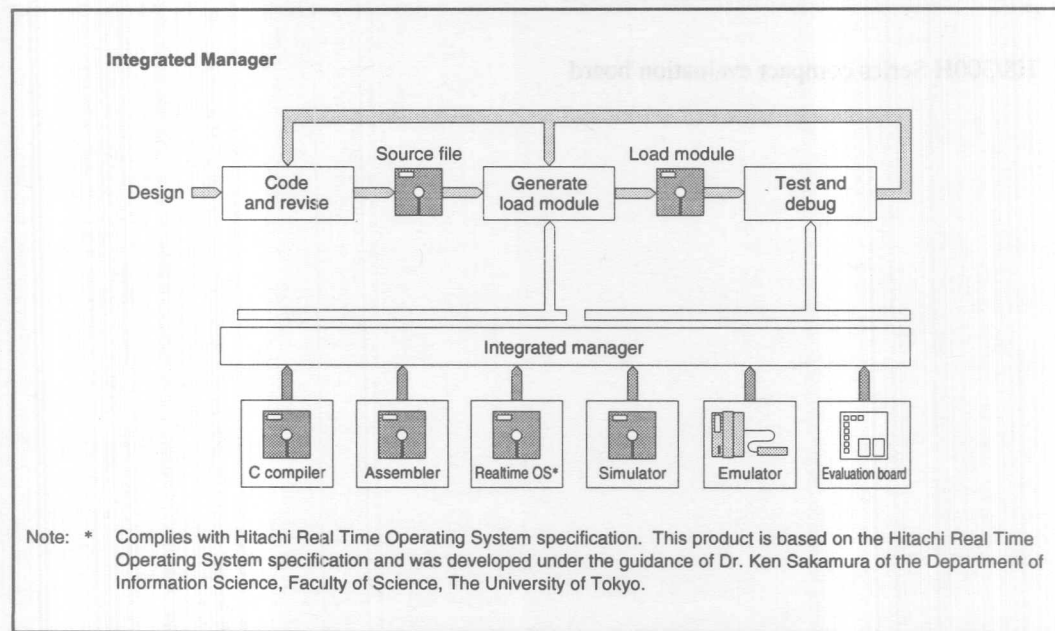 Integrated Manager
Source file
Load module
Design
Code
and revise
Generate
load module
Test and
debug
Integrated manager
C compiler
Assembler
Realtime OS*
Simulator
Emulator
Evaluation board
Note: * Complies with Hitachi Real Time Operating System specification. This product is based on the Hitachi Real Time
Operating System specification and was developed under the guidance of Dr. Ken Sakamura of the Department of
Information Science, Faculty of Science, The University of Tokyo.